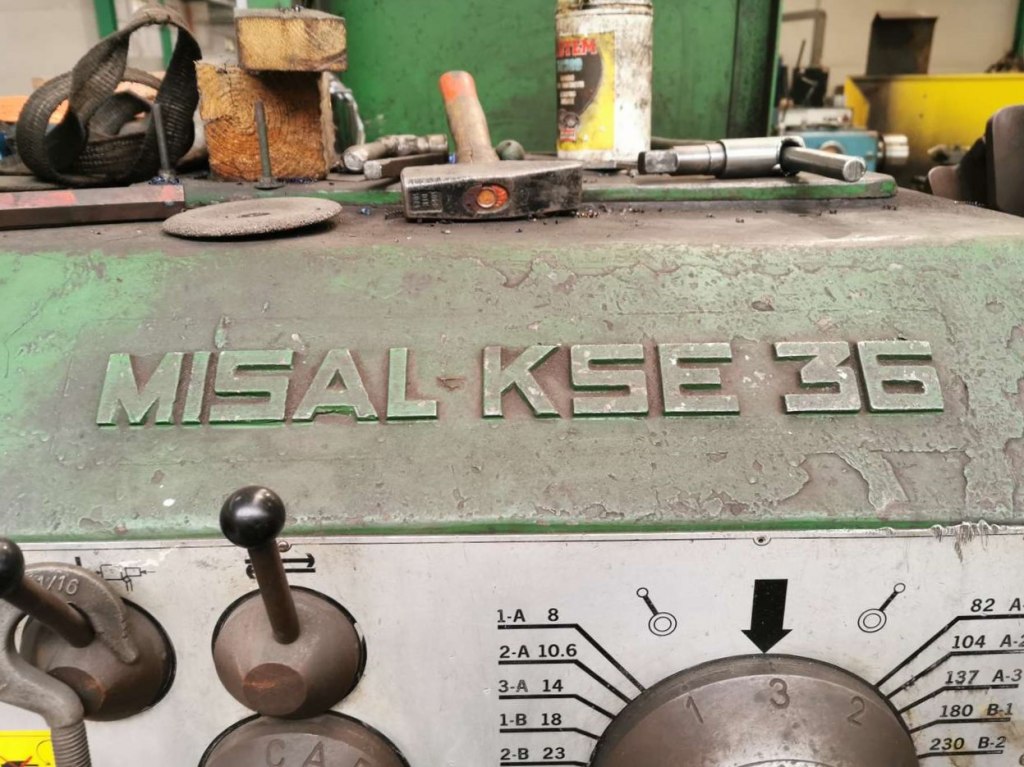 MISAL-KSE 36
1/16
1-A 8
2-A 10.6
3-A 14
1-B 18
2-B 23
82 A
104 A-2
137 A-3
180 B-1
230 B-2
1 3 2
C A